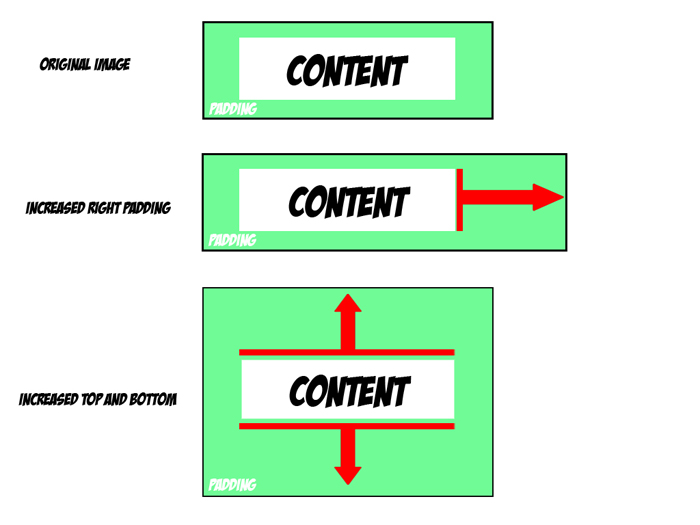 ORIGINAL IMAGE
CONTENT
PADDING
INCREASED RIGHT PADDING
CONTENT
PADDING
INCREASED TOP AND BOTTOM
CONTENT
PADDING